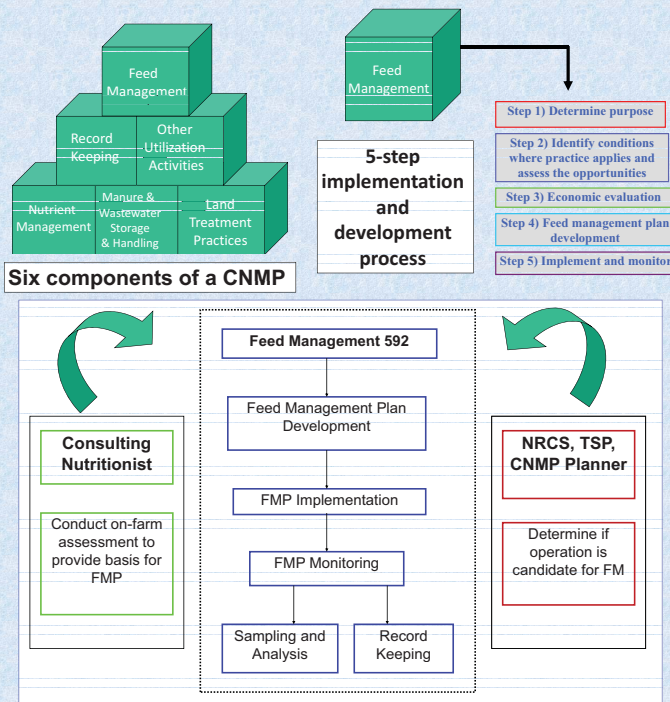 Feed
Management
Record
Keeping
Other
Utilization
Activities
Nutrient
Management
Manure &
Wastewater
Storage
& Handling
Land
Treatment
Practices
Six components of a CNMP
Feed
Management
5-step
implementation
and
development
process
Step 1) Determine purpose
Step 2) Identify conditions
where practice applies and
assess the opportunities
Step 3) Economic evaluation
Step 4) Feed management plan
development
Step 5) Implement and monitor
Consulting
Nutritionist
Conduct on-farm
assessment to
provide basis for
FMP
Feed Management 592
Feed Management Plan
Development
FMP Implementation
FMP Monitoring
Sampling and
Analysis
Record
Keeping
NRCS, TSP,
CNMP Planner
Determine if
operation is
candidate for FM